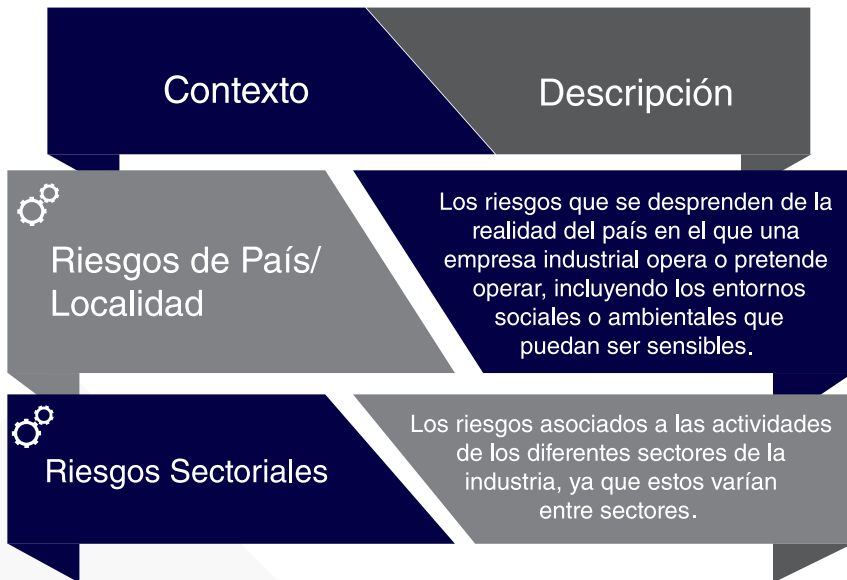 Contexto
Descripción
Riesgos de País/
Localidad
Los riesgos que se desprenden de la
realidad del país en el que una
empresa industrial opera o pretende
operar, incluyendo los entornos
sociales o ambientales que
puedan ser sensibles.
Riesgos Sectoriales
Los riesgos asociados a las actividades
de los diferentes sectores de la
industria, ya que estos varían
entre sectores.